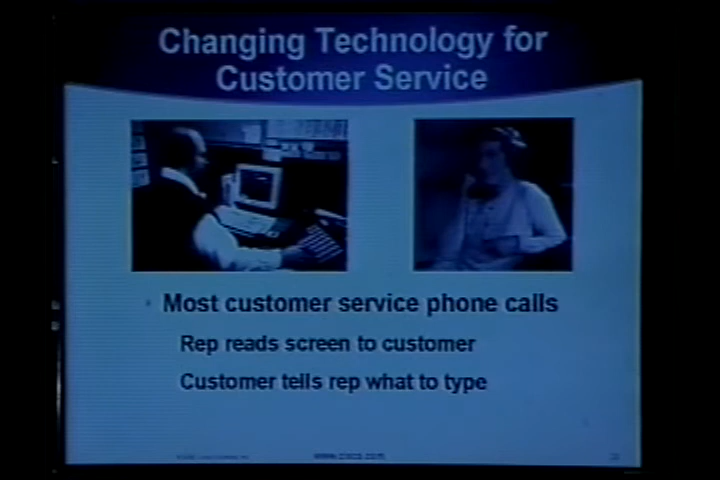 Changing Technology for
Customer Service
Most customer service phone calls
Rep reads screen to customer
Customer tells rep what to type
www.cisco.com